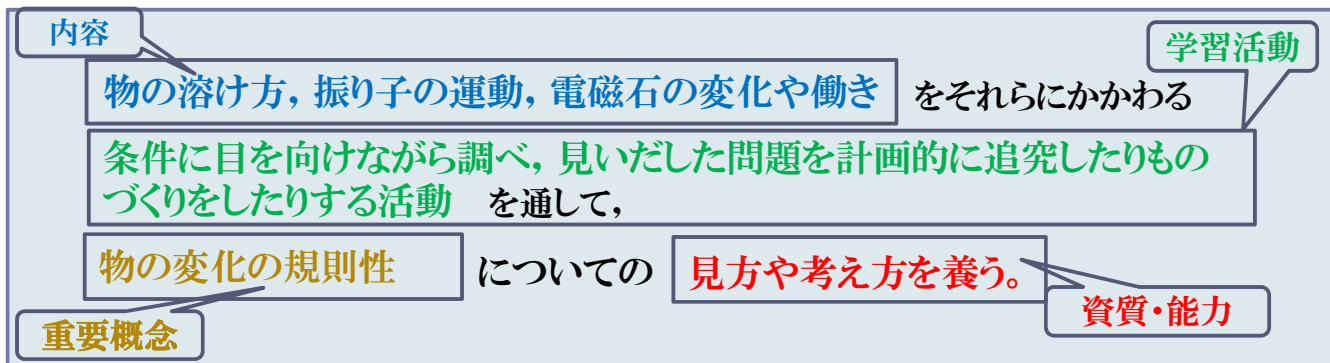 内容
学習活動
物の溶け方，振り子の運動，電磁石の変化や働き をそれらにかかわる
条件に目を向けながら調べ，見いだした問題を計画的に追究したりもの
づくりをしたりする活動 を通して，
物の変化の規則性 についての 見方や考え方を養う。
重要概念
資質・能力